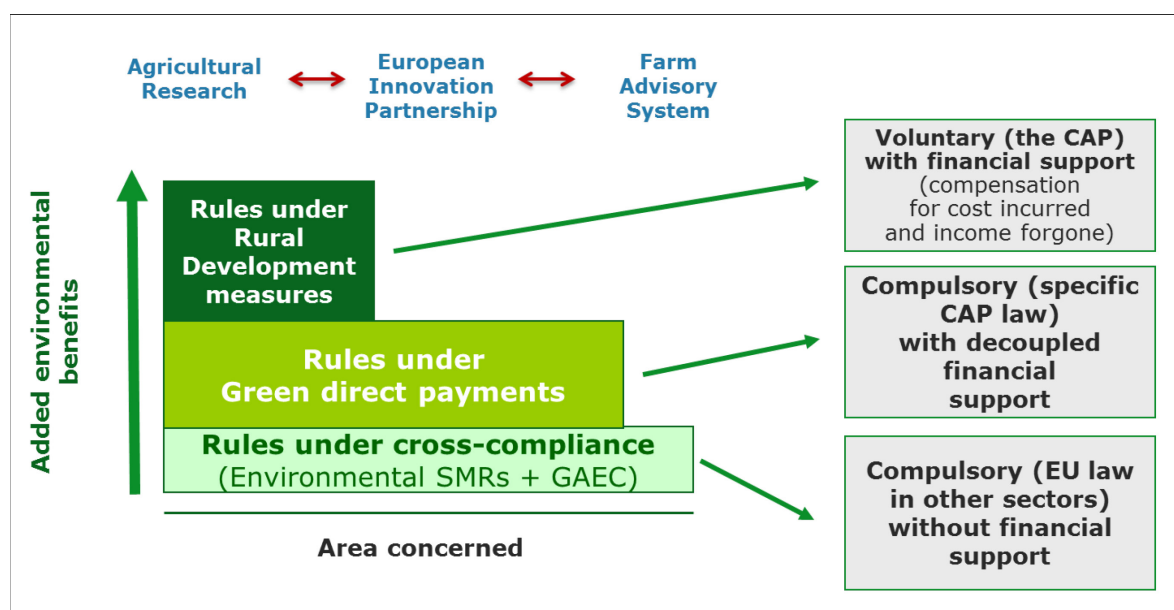 Agricultural
Research
European
Innovation
Partnership
Farm
Advisory
System
Added environmental
benefits
Rules under
Rural
Development
measures
Rules under
Green direct payments
Rules under cross-compliance
(Environmental SMRs + GAEC)
Area concerned
Voluntary (the CAP)
with financial support
(compensation
for cost incurred
and income forgone)
Compulsory (specific
CAP law)
with decoupled
financial
support
Compulsory (EU law
in other sectors)
without financial
support